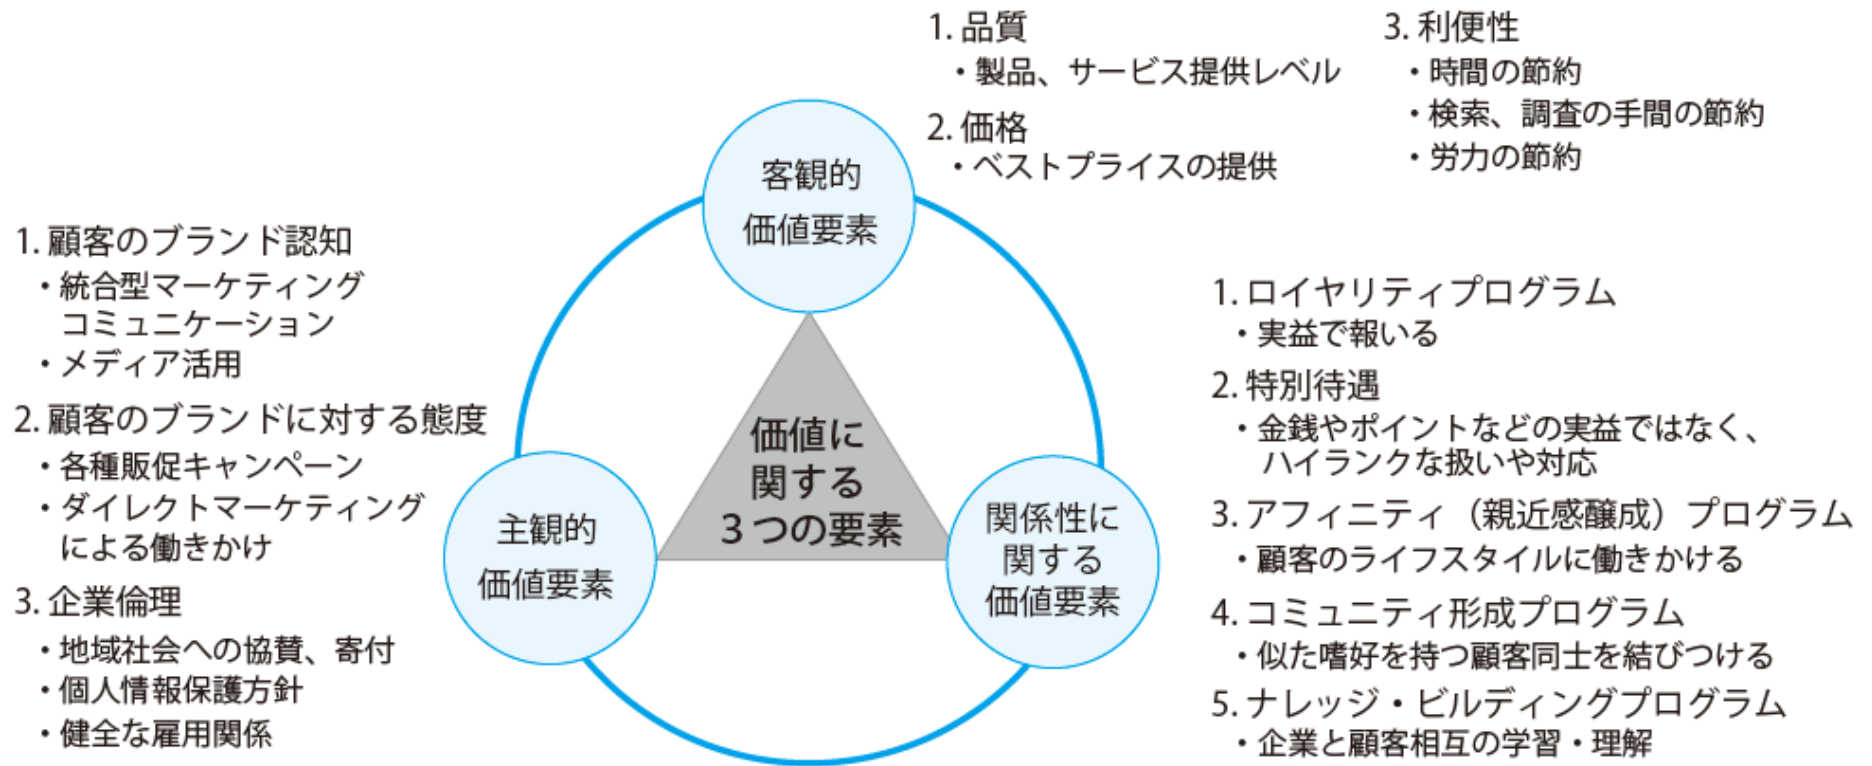 1. 品質
・製品、サービス提供レベル
2. 価格
・ベストプライスの提供
3. 利便性
・時間の節約
・検索、調査の手間の節約
・労力の節約
客観的
価値要素
1. 顧客のブランド認知
・統合型マーケティング
コミュニケーション
・メディア活用
2. 顧客のブランドに対する態度
・各種販促キャンペーン
・ダイレクトマーケティング
による働きかけ
3. 企業倫理
・地域社会への協賛、寄付
・個人情報保護方針
・健全な雇用関係
主観的
価値要素
価値に
関する
3つの要素
関係性に
関する
価値要素
1. ロイヤリティプログラム
・実益で報いる
2. 特別待遇
・金銭やポイントなどの実益ではなく、
ハイランクな扱いや対応
3. アフィニティ（親近感醸成）プログラム
・顧客のライフスタイルに働きかける
4. コミュニティ形成プログラム
・似た嗜好を持つ顧客同士を結びつける
5. ナレッジ・ビルディングプログラム
・企業と顧客相互の学習・理解